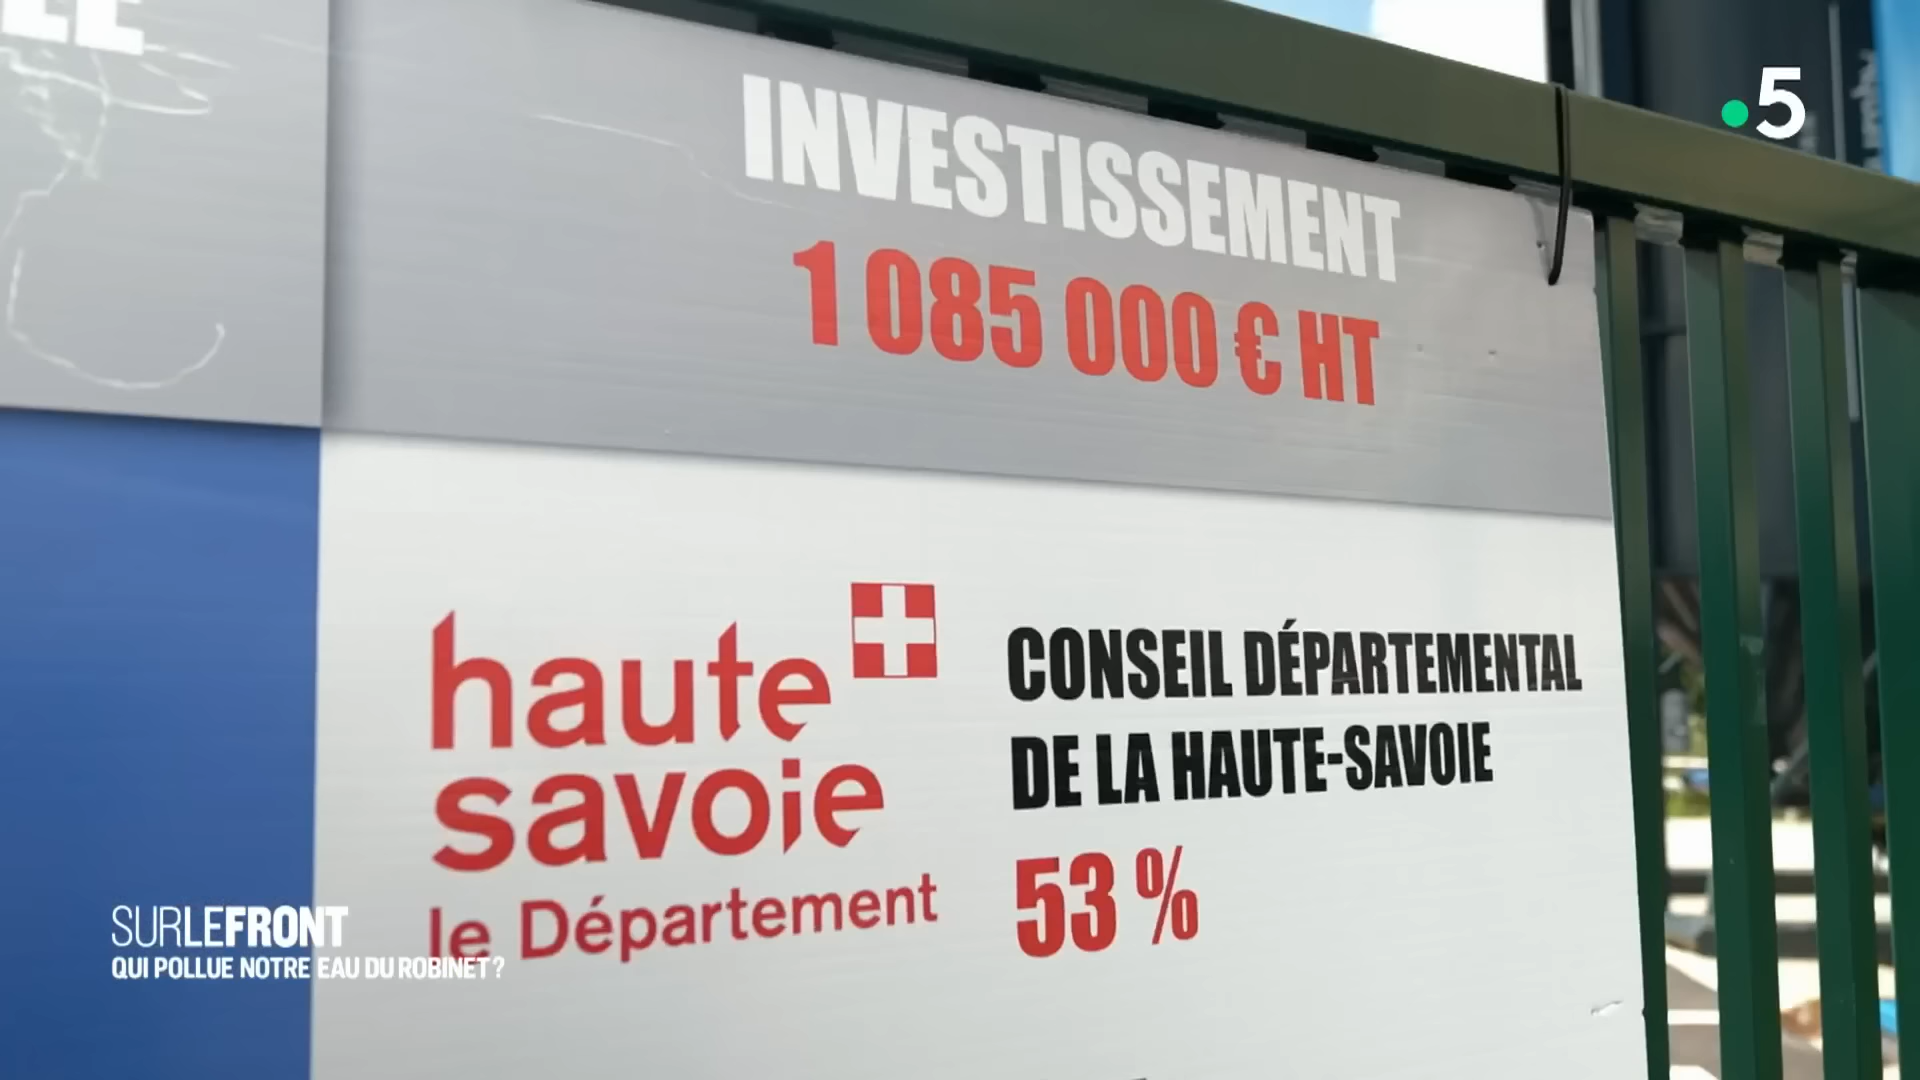 5
INVESTISSEMENT
1 085 000 € HT
haute
savoie
le Département
CONSEIL DÉPARTEMENTAL
DE LA HAUTE-SAVOIE
53 %
SURLEFRONT
QUI POLLUE NOTRE EAU DU ROBINET ?